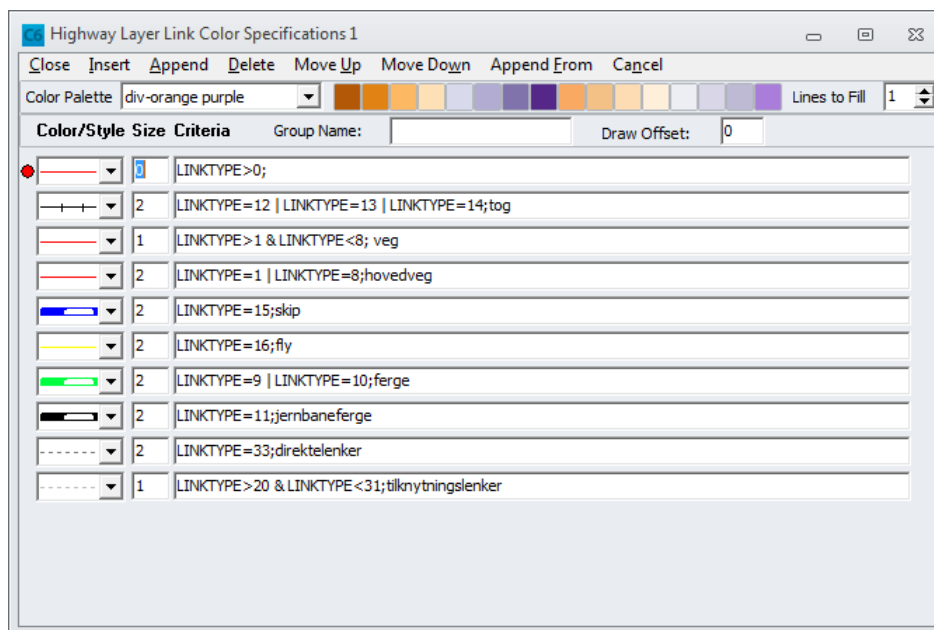 C6 Highway Layer Link Color Specifications 1
Close Insert Append Delete Move Up Move Down Append From Cancel
Color Palette div-orange purple Lines to Fill 1
Color/Style Size Criteria Group Name: Draw Offset: 0
0 LINKTYPE>0;
2 LINKTYPE=12 | LINKTYPE=13 | LINKTYPE=14;tog
1 LINKTYPE>1 & LINKTYPE<8; veg
2 LINKTYPE=1 | LINKTYPE=8;hovedveg
2 LINKTYPE=15;skip
2 LINKTYPE=16;fly
2 LINKTYPE=9 | LINKTYPE=10;ferge
2 LINKTYPE=11;jernbaneferge
2 LINKTYPE=33;direktelenker
1 LINKTYPE>20 & LINKTYPE<31;tilknytningslenker